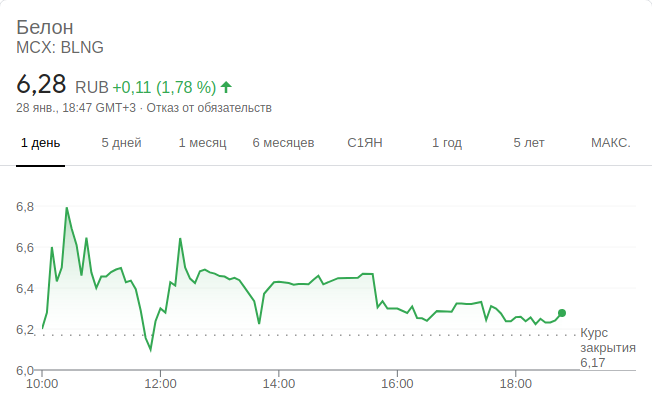 Белон
MCX: BLNG
6,28 RUB +0,11 (1,78 %)
28 янв., 18:47 GMT+3 · Отказ от обязательств
1 день 5 дней 1 месяц 6 месяцев С1ЯН 1 год 5 лет МАКС.
6,8
6,6
6,4
6,2
6,0
Курс
закрытия
6,17
10:00 12:00 14:00 16:00 18:00